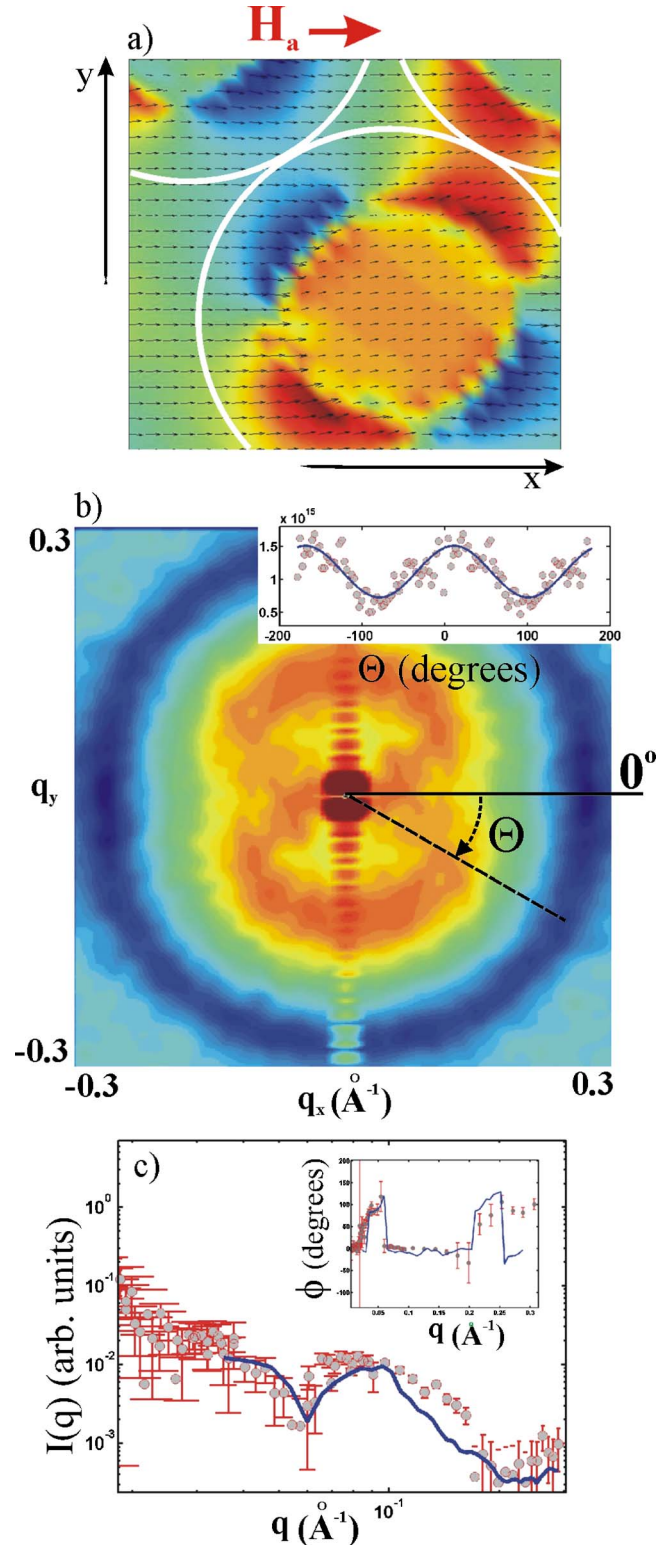 H_a
a)
y
x
b)
0.3
x 10^15
1.5
1
0.5
-200 -100 0 100 200
Θ (degrees)
0°
q_y
Θ
-0.3
-0.3 0.3
q_x (Å^-1)
c)
10^0
10^-1
10^-2
10^-3
I(q) (arb. units)
200
150
100
50
0
-50
-100
ϕ (degrees)
0.05 0.1 0.15 0.2 0.25 0.3
q (Å^-1)
10^-1
q (Å^-1)